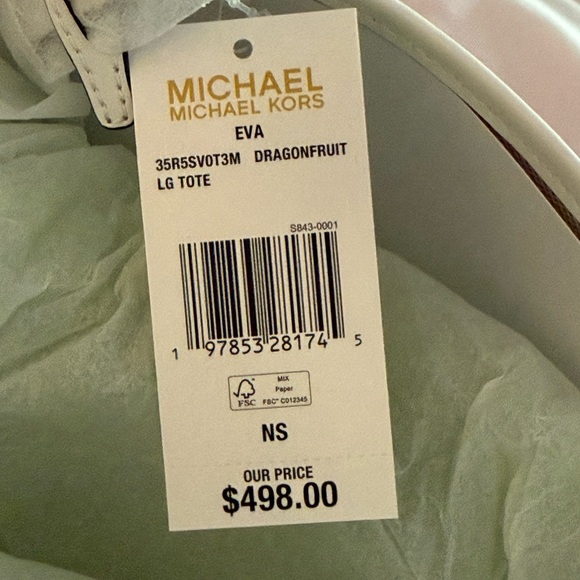 MICHAEL
MICHAEL KORS
EVA
35R5SV0T3M DRAGONFRUIT
LG TOTE
S843-0001
1 97853 28174 5
FSC
MIX
Paper
FSC™ C012345
NS
OUR PRICE
$498.00